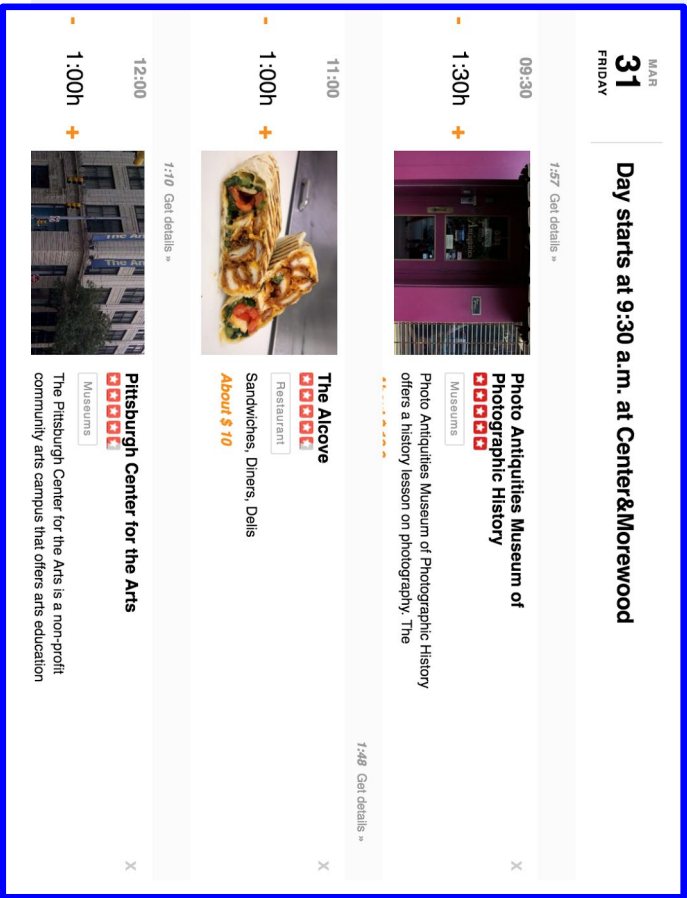 MAR
31
FRIDAY
Day starts at 9:30 a.m. at Center&Morewood
1:57 Get details »
09:30
- 1:30h +
Photo Antiquities Museum of
Photographic History
Museums
Photo Antiquities Museum of Photographic History
offers a history lesson on photography. The
X
1:48 Get details »
11:00
- 1:00h +
The Alcove
Restaurant
Sandwiches, Diners, Delis
About $ 10
X
1:10 Get details »
12:00
- 1:00h +
The Ar
The Ar
Pittsburgh Center for the Arts
Museums
The Pittsburgh Center for the Arts is a non-profit
community arts campus that offers arts education
X